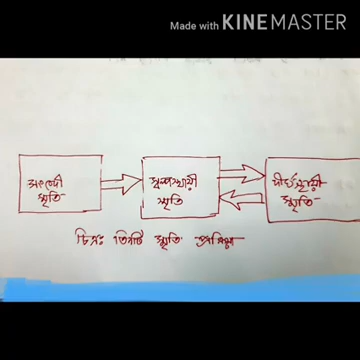 Made with KINEMASTER
সংবেদী
স্মৃতি
স্বল্পস্থায়ী
স্মৃতি
দীর্ঘস্থায়ী
স্মৃতি
চিত্রঃ তিনটি স্মৃতি প্রক্রিয়া